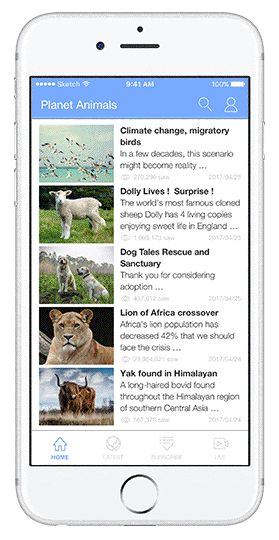 Sketch 9:41 AM 100%
Planet Animals
Climate change, migratory
birds
In a few decades, this scenario
might become reality ...
270,296 saw 2017/04/25
Dolly Lives ! Surprise !
The world's most famous cloned
sheep Dolly has 4 living copies
enjoying sweet life in England ...
1,095,173 saw 2017/04/25
Dog Tales Rescue and
Sanctuary
Thank you for considering
adoption ...
437,012 saw 2017/04/25
Lion of Africa crossover
Africa's lion population has
decreased 42% that we should
face the crisis ...
23,964,021 saw 2017/04/24
Yak found in Himalayan
A long-haired bovid found
throughout the Himalayan region
of southern Central Asia ...
567,378 saw 2017/04/24
HOME LATEST SUBSCRIBE LIVE